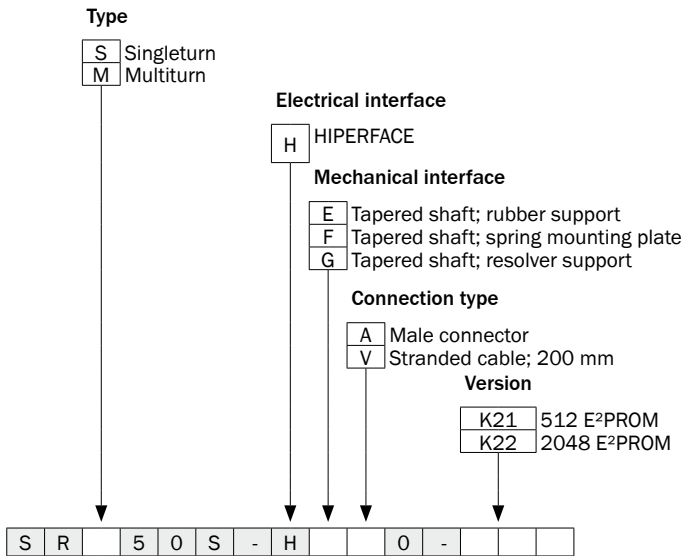 Type
S Singleturn
M Multiturn
Electrical interface
H HIPERFACE
Mechanical interface
E Tapered shaft; rubber support
F Tapered shaft; spring mounting plate
G Tapered shaft; resolver support
Connection type
A Male connector
V Stranded cable; 200 mm
Version
K21 512 E²PROM
K22 2048 E²PROM
S R 5 0 S - H 0 -